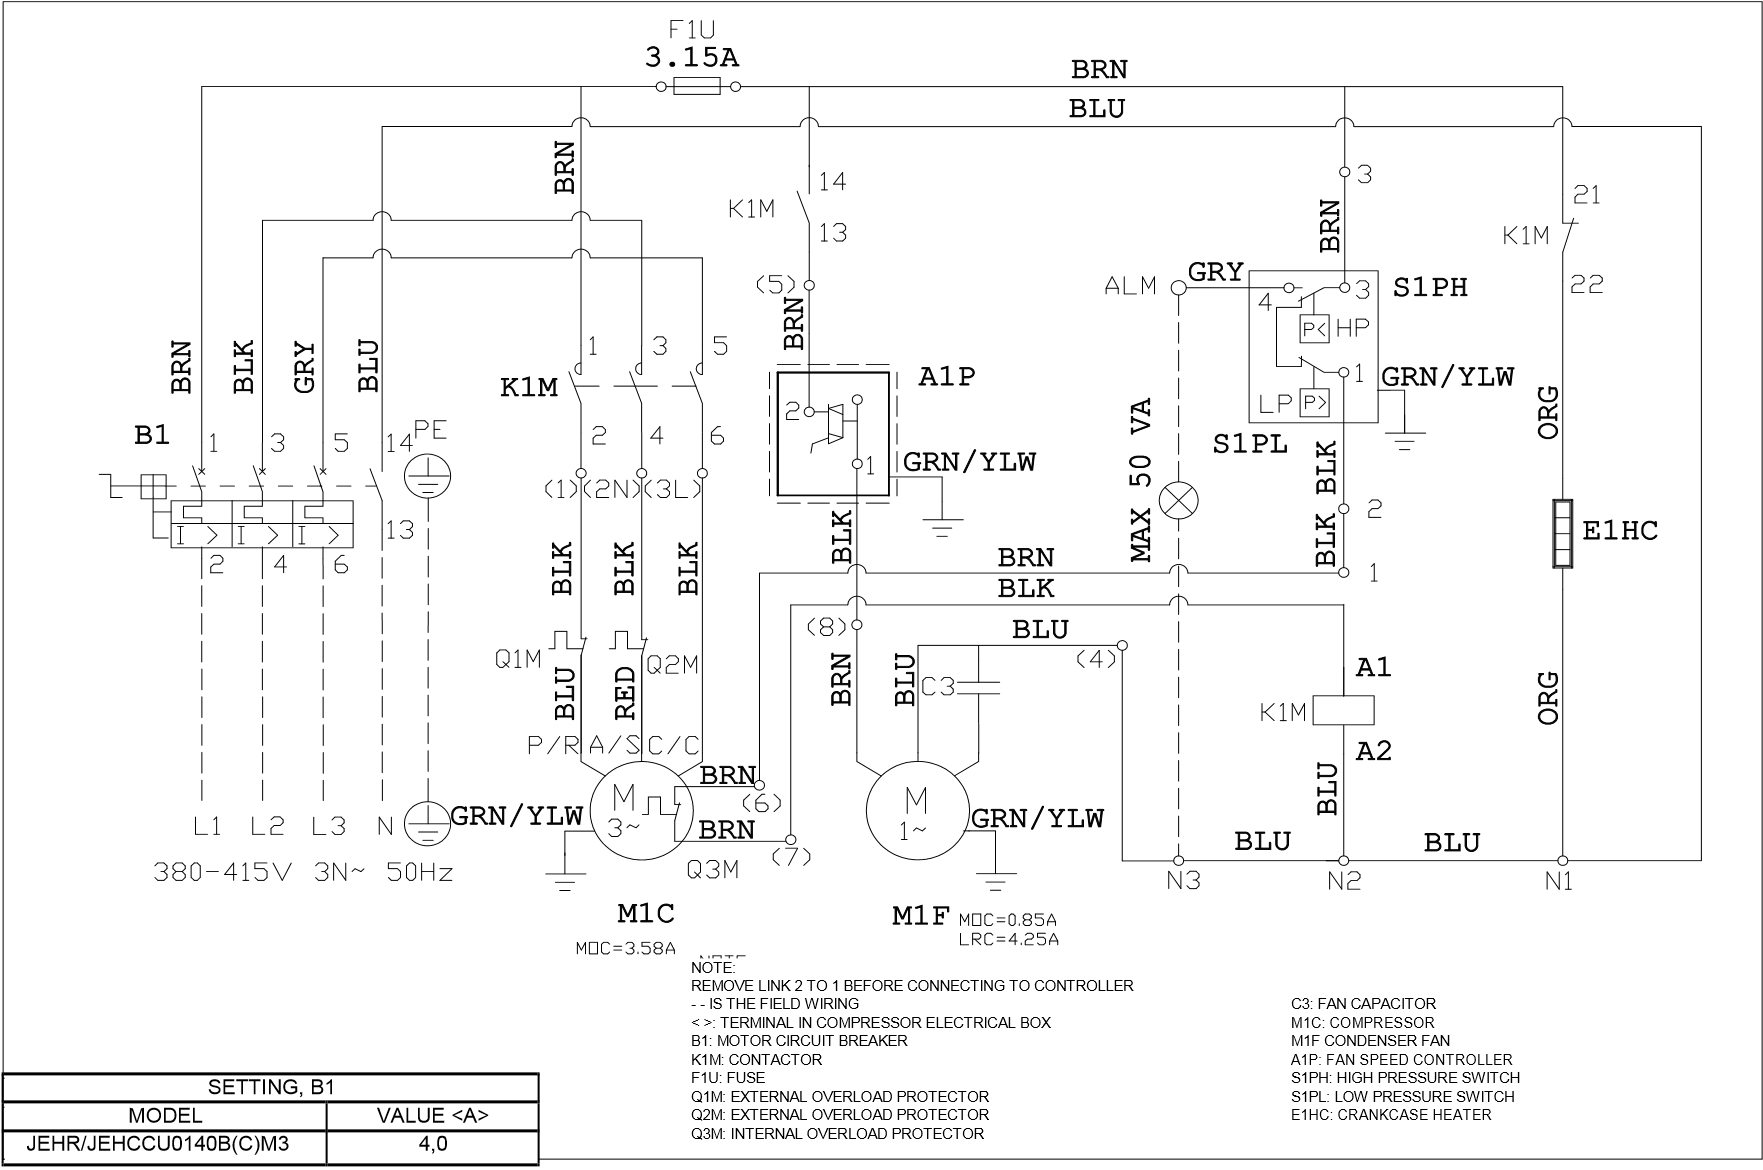 F1U
3.15A
BRN
BLU
BRN
14
K1M
13
3
BRN
21
K1M
22
(5)
BRN
ALM
GRY
4
3
S1PH
P<
HP
1
GRN/YLW
LP
P>
S1PL
BRN
BLK
GRY
BLU
1
3
5
K1M
2
4
6
A1P
2
1
GRN/YLW
MAX 50 VA
ORG
B1
1
3
5
14
PE
I >
I >
I >
13
2
4
6
(1)
(2N)
(3L)
BLK
BLK
BLK
BLK
BLK
2
BLK
1
E1HC
BRN
BLK
(8)
BLU
(4)
Q1M
Q2M
BLU
RED
BRN
BLU
C3
A1
K1M
A2
ORG
P/R
A/S
C/C
M
3~
BRN
(6)
BRN
(7)
Q3M
GRN/YLW
M
1~
GRN/YLW
BLU
L1
L2
L3
N
380-415V 3N~ 50Hz
BLU
BLU
N3
N2
N1
M1C
MOC=3.58A
M1F
MOC=0.85A
LRC=4.25A
NOTE
NOTE:
REMOVE LINK 2 TO 1 BEFORE CONNECTING TO CONTROLLER
- - IS THE FIELD WIRING
< >: TERMINAL IN COMPRESSOR ELECTRICAL BOX
B1: MOTOR CIRCUIT BREAKER
K1M: CONTACTOR
F1U: FUSE
Q1M: EXTERNAL OVERLOAD PROTECTOR
Q2M: EXTERNAL OVERLOAD PROTECTOR
Q3M: INTERNAL OVERLOAD PROTECTOR
C3: FAN CAPACITOR
M1C: COMPRESSOR
M1F CONDENSER FAN
A1P: FAN SPEED CONTROLLER
S1PH: HIGH PRESSURE SWITCH
S1PL: LOW PRESSURE SWITCH
E1HC: CRANKCASE HEATER
SETTING, B1
MODEL
VALUE <A>
JEHR/JEHCCU0140B(C)M3
4,0